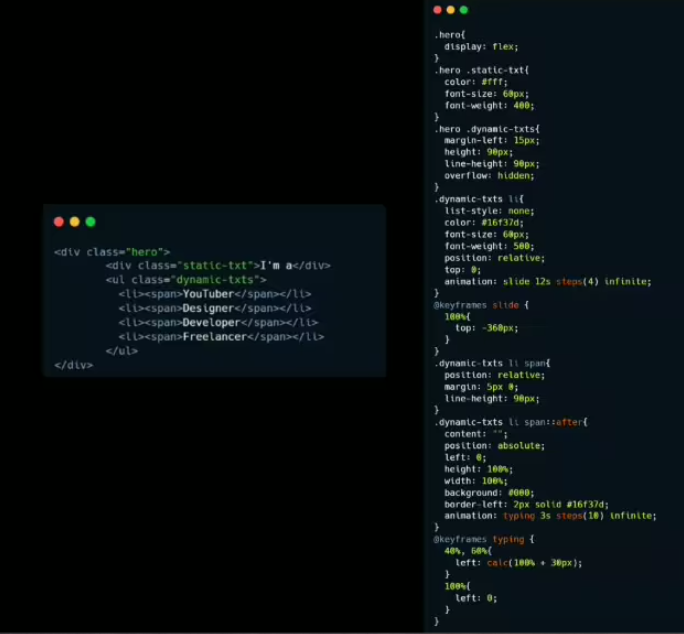 <div class="hero">
<div class="static-txt">I'm a</div>
<ul class="dynamic-txts">
<li><span>YouTuber</span></li>
<li><span>Designer</span></li>
<li><span>Developer</span></li>
<li><span>Freelancer</span></li>
</ul>
</div>
.hero{
display: flex;
}
.hero .static-txt{
color: #fff;
font-size: 60px;
font-weight: 400;
}
.hero .dynamic-txts{
margin-left: 15px;
height: 90px;
line-height: 90px;
overflow: hidden;
}
.dynamic-txts li{
list-style: none;
color: #16f37d;
font-size: 60px;
font-weight: 500;
position: relative;
top: 0;
animation: slide 12s steps(4) infinite;
}
@keyframes slide {
100%{
top: -360px;
}
}
.dynamic-txts li span{
position: relative;
margin: 5px 0;
line-height: 90px;
}
.dynamic-txts li span::after{
content: "";
position: absolute;
left: 0;
height: 100%;
width: 100%;
background: #000;
border-left: 2px solid #16f37d;
animation: typing 3s steps(10) infinite;
}
@keyframes typing {
40%, 60%{
left: calc(100% + 30px);
}
100%{
left: 0;
}
}